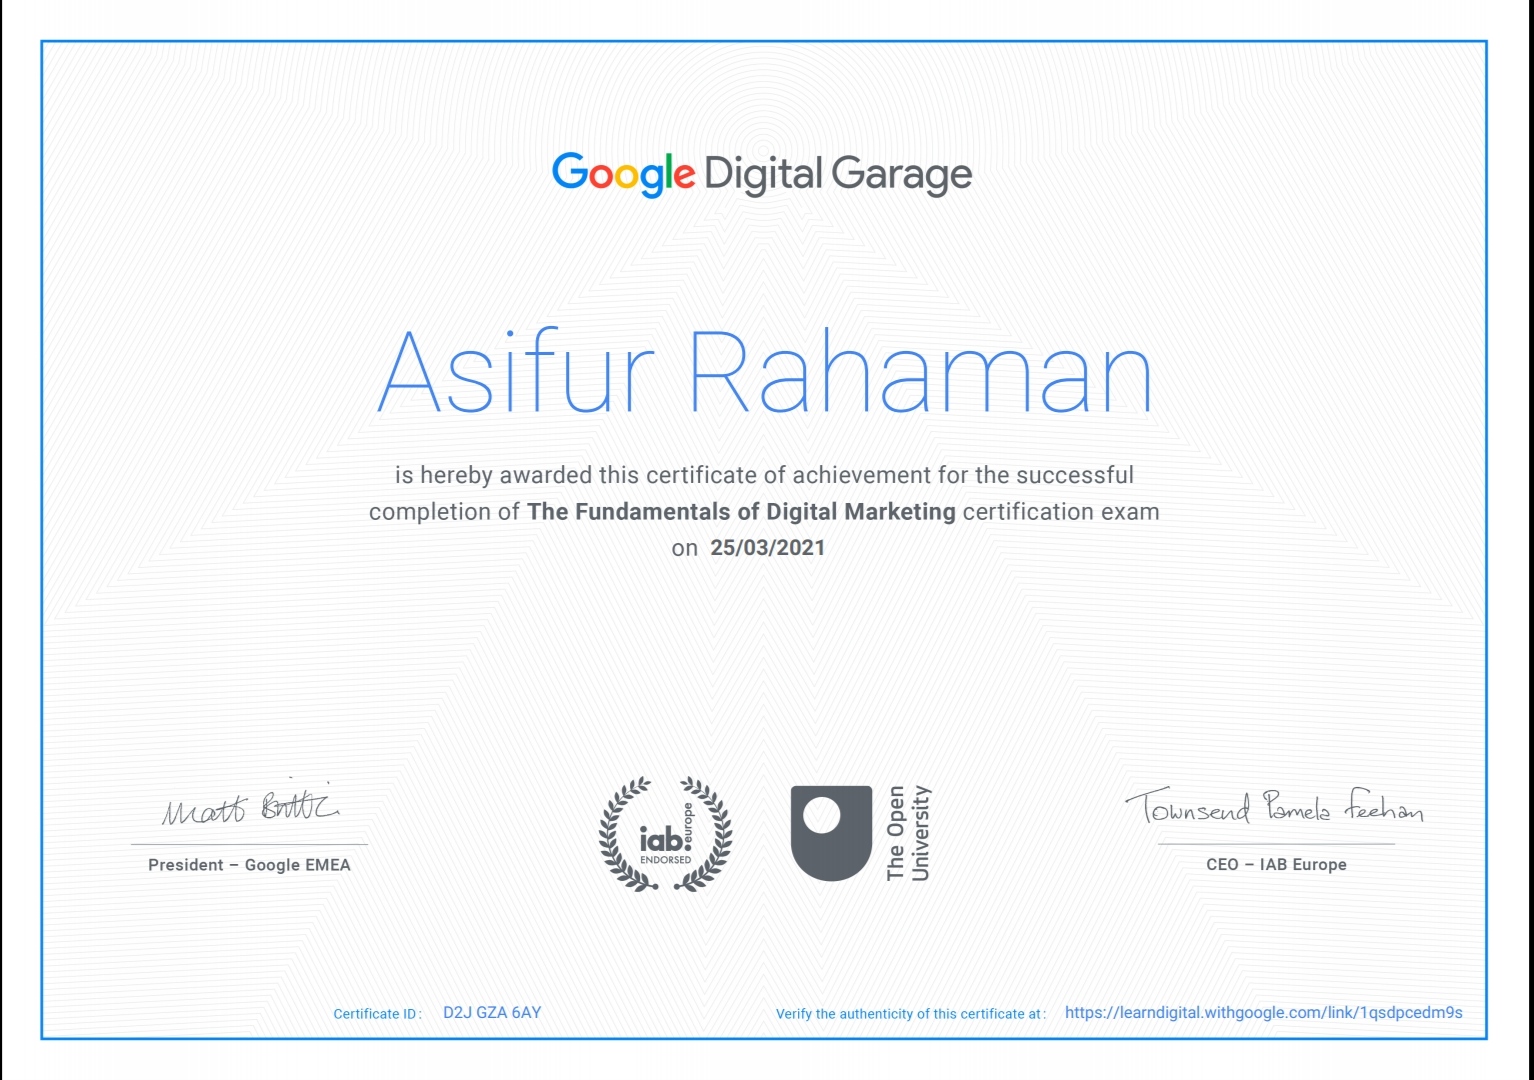 Google Digital Garage
Asifur Rahaman
is hereby awarded this certificate of achievement for the successful
completion of The Fundamentals of Digital Marketing certification exam
on 25/03/2021
Matt Brittin
President – Google EMEA
iab.europe
ENDORSED
The Open
University
Townsend Pamela Feehan
CEO – IAB Europe
Certificate ID : D2J GZA 6AY
Verify the authenticity of this certificate at : https://learndigital.withgoogle.com/link/1qsdpcedm9s